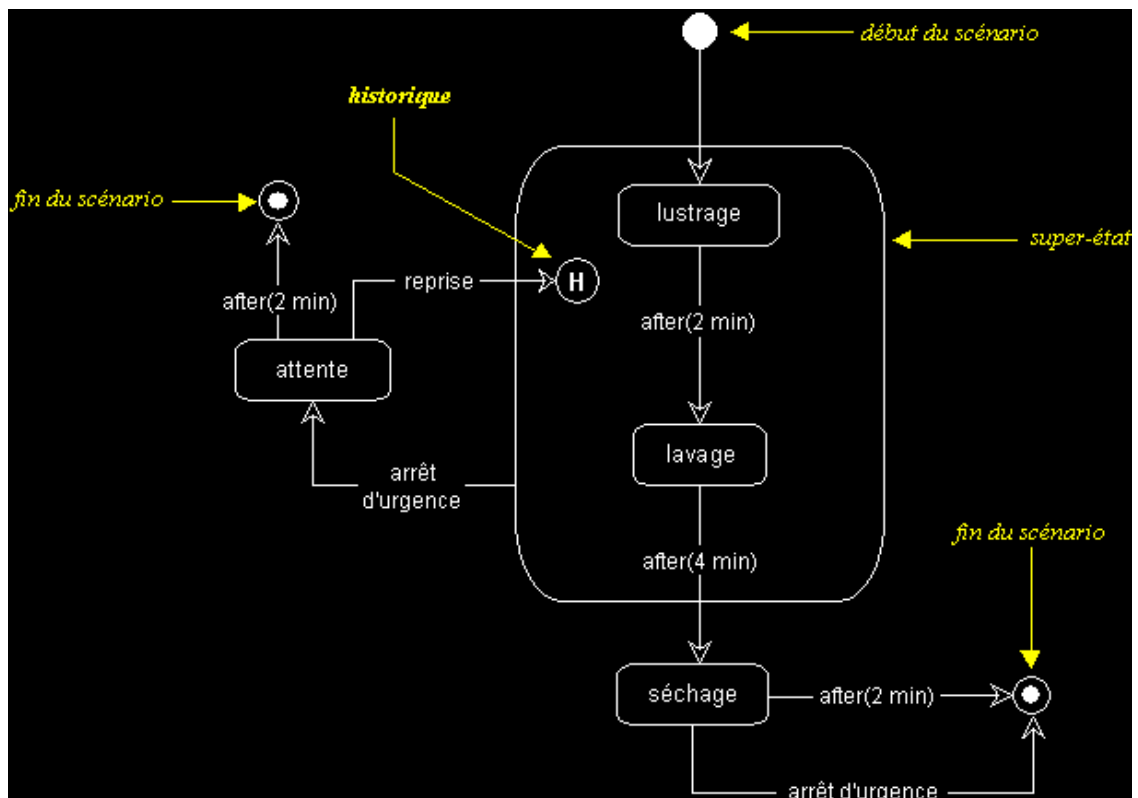 début du scénario
historique
fin du scénario
lustrage
super-état
reprise
H
after(2 min)
after(2 min)
attente
lavage
arrêt
d'urgence
fin du scénario
after(4 min)
séchage
after(2 min)
arrêt d'urgence